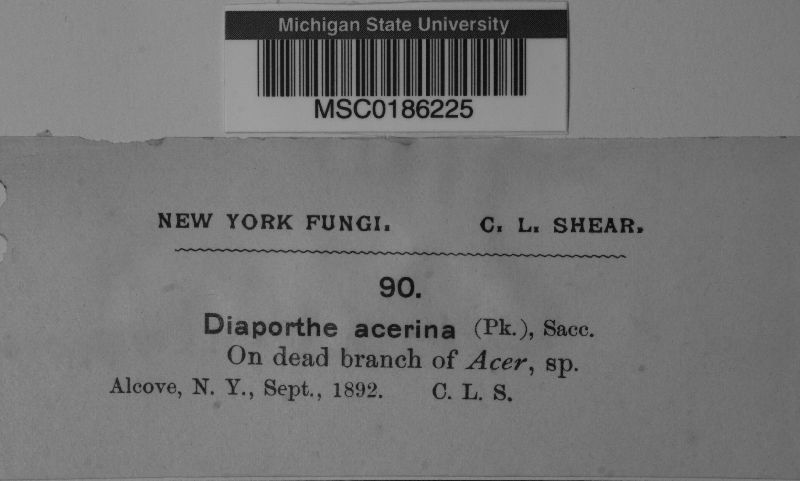 Michigan State University
MSC0186225
NEW YORK FUNGI. C. L. SHEAR.
90.
Diaporthe acerina (Pk.), Sacc.
On dead branch of Acer, sp.
Alcove, N. Y., Sept., 1892. C. L. S.